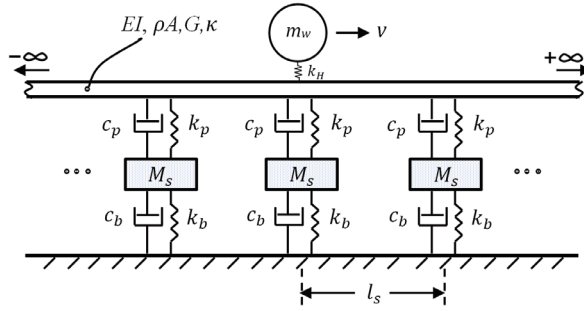 EI, ρA, G, κ
m_w
v
−∞
k_H
+∞
c_p k_p c_p k_p c_p k_p
M_s M_s M_s
c_b k_b c_b k_b c_b k_b
l_s